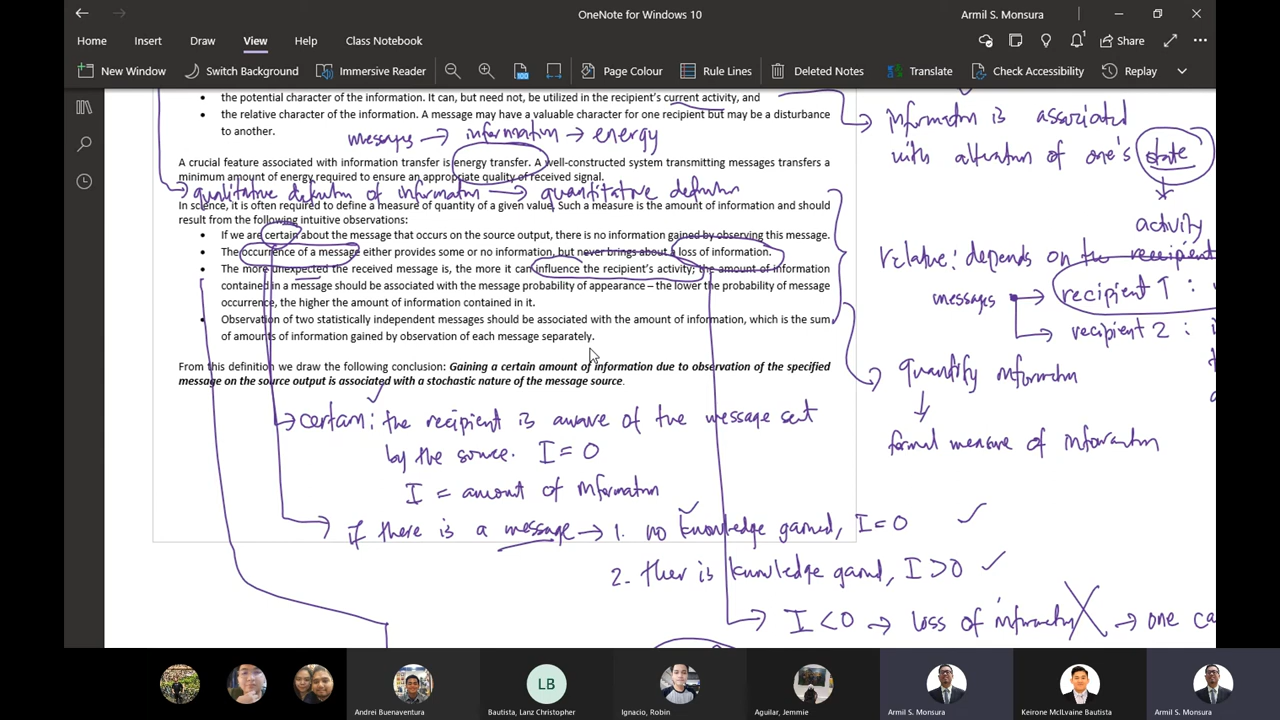 OneNote for Windows 10
Armil S. Monsura
Home Insert Draw View Help Class Notebook
Share
New Window Switch Background Immersive Reader 100 Page Colour Rule Lines Deleted Notes Translate Check Accessibility Replay
the potential character of the information. It can, but need not, be utilized in the recipient's current activity, and
the relative character of the information. A message may have a valuable character for one recipient but may be a disturbance
to another.
messages → information → energy
A crucial feature associated with information transfer is energy transfer. A well-constructed system transmitting messages transfers a
minimum amount of energy required to ensure an appropriate quality of received signal.
qualitative definition of information → quantitative definition
In science, it is often required to define a measure of quantity of a given value. Such a measure is the amount of information and should
result from the following intuitive observations:
If we are certain about the message that occurs on the source output, there is no information gained by observing this message.
The occurrence of a message either provides some or no information, but never brings about a loss of information.
The more unexpected the received message is, the more it can influence the recipient's activity; the amount of information
contained in a message should be associated with the message probability of appearance – the lower the probability of message
occurrence, the higher the amount of information contained in it.
Observation of two statistically independent messages should be associated with the amount of information, which is the sum
of amounts of information gained by observation of each message separately.
From this definition we draw the following conclusion: Gaining a certain amount of information due to observation of the specified
message on the source output is associated with a stochastic nature of the message source.
information is associated
with alteration of one's state
activity
relative: depends on the recipient
messages → recipient 1 :
recipient 2 :
quantify information
formal measure of information
certain: the recipient is aware of the message sent
by the source. I = 0
I = amount of information
if there is a message → 1. no knowledge gained, I = 0
2. ther is knowledge gained, I > 0
I < 0 → loss of information → one ca
Andrei Buenaventura
LB
Bautista, Lanz Christopher
Ignacio, Robin
Aguilar, Jemmie
Armil S. Monsura
Keirone McIlvaine Bautista
Armil S. Monsura